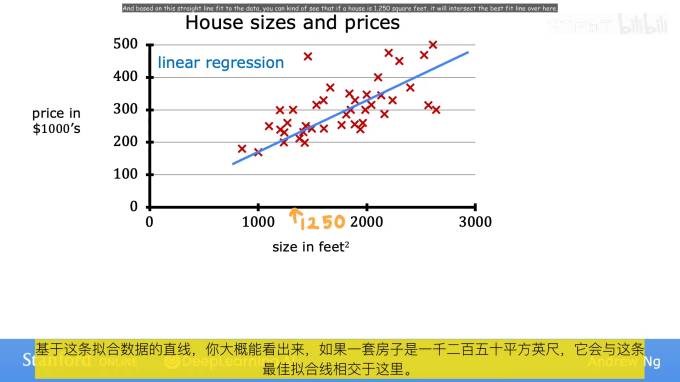 And based on this straight line fit to the data, you can kind of see that if a house is 1,250 square feet, it will intersect the best fit line over here.
House sizes and prices
bilibili
500
linear regression
400
price in
$1000's
300
200
100
0
0
1000
1250
2000
3000
size in feet²
基于这条拟合数据的直线，你大概能看出来，如果一套房子是一千二百五十平方英尺，它会与这条
最佳拟合线相交于这里。
Stanford ONLINE
DeepLearning
Andrew Ng